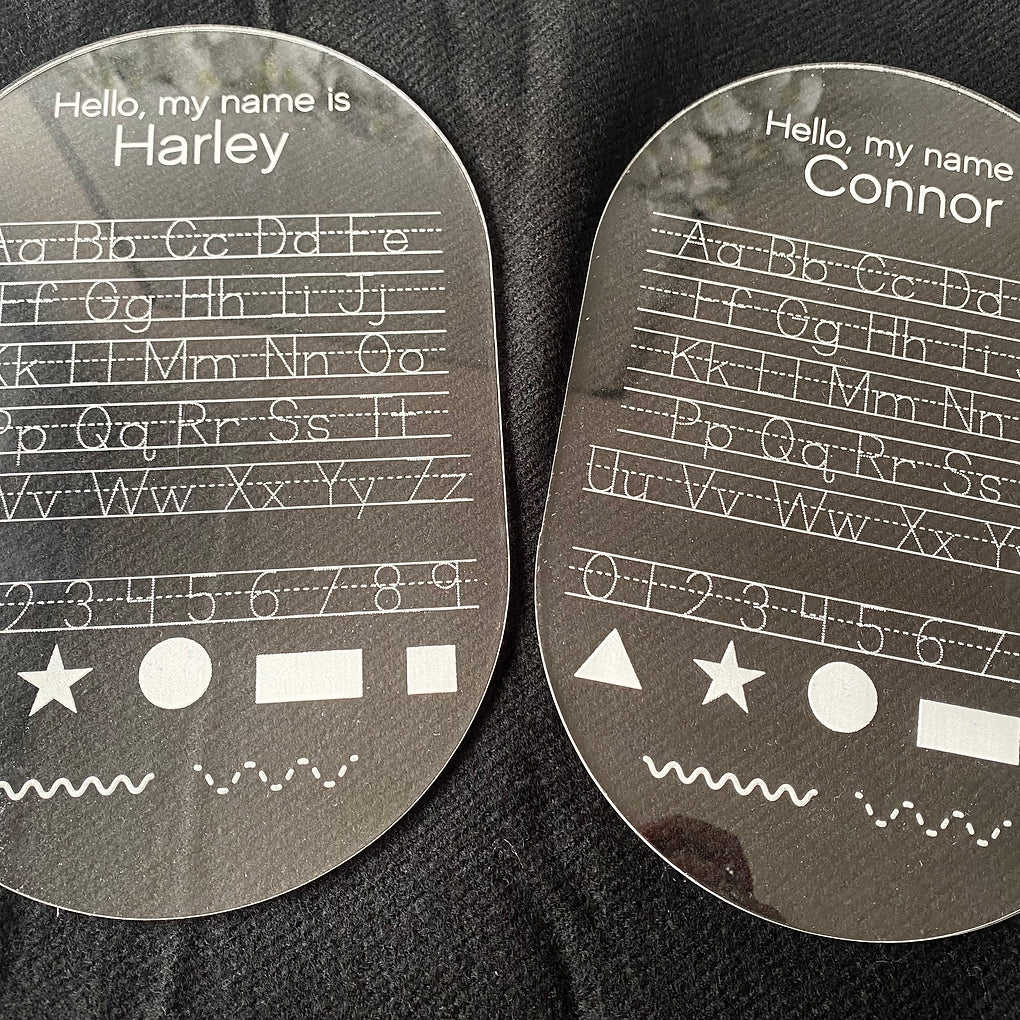 Hello, my name is
Harley
Aa Bb Cc Dd Ee
Ff Gg Hh Ii Jj
Kk Ll Mm Nn Oo
Pp Qq Rr Ss Tt
Vv Ww Xx Yy Zz
2 3 4 5 6 7 8 9
Hello, my name
Connor
Aa Bb Cc Dd
Ff Gg Hh Ii
Kk Ll Mm Nn
Pp Qq Rr Ss
Uu Vv Ww Xx Yy
0 1 2 3 4 5 6 7